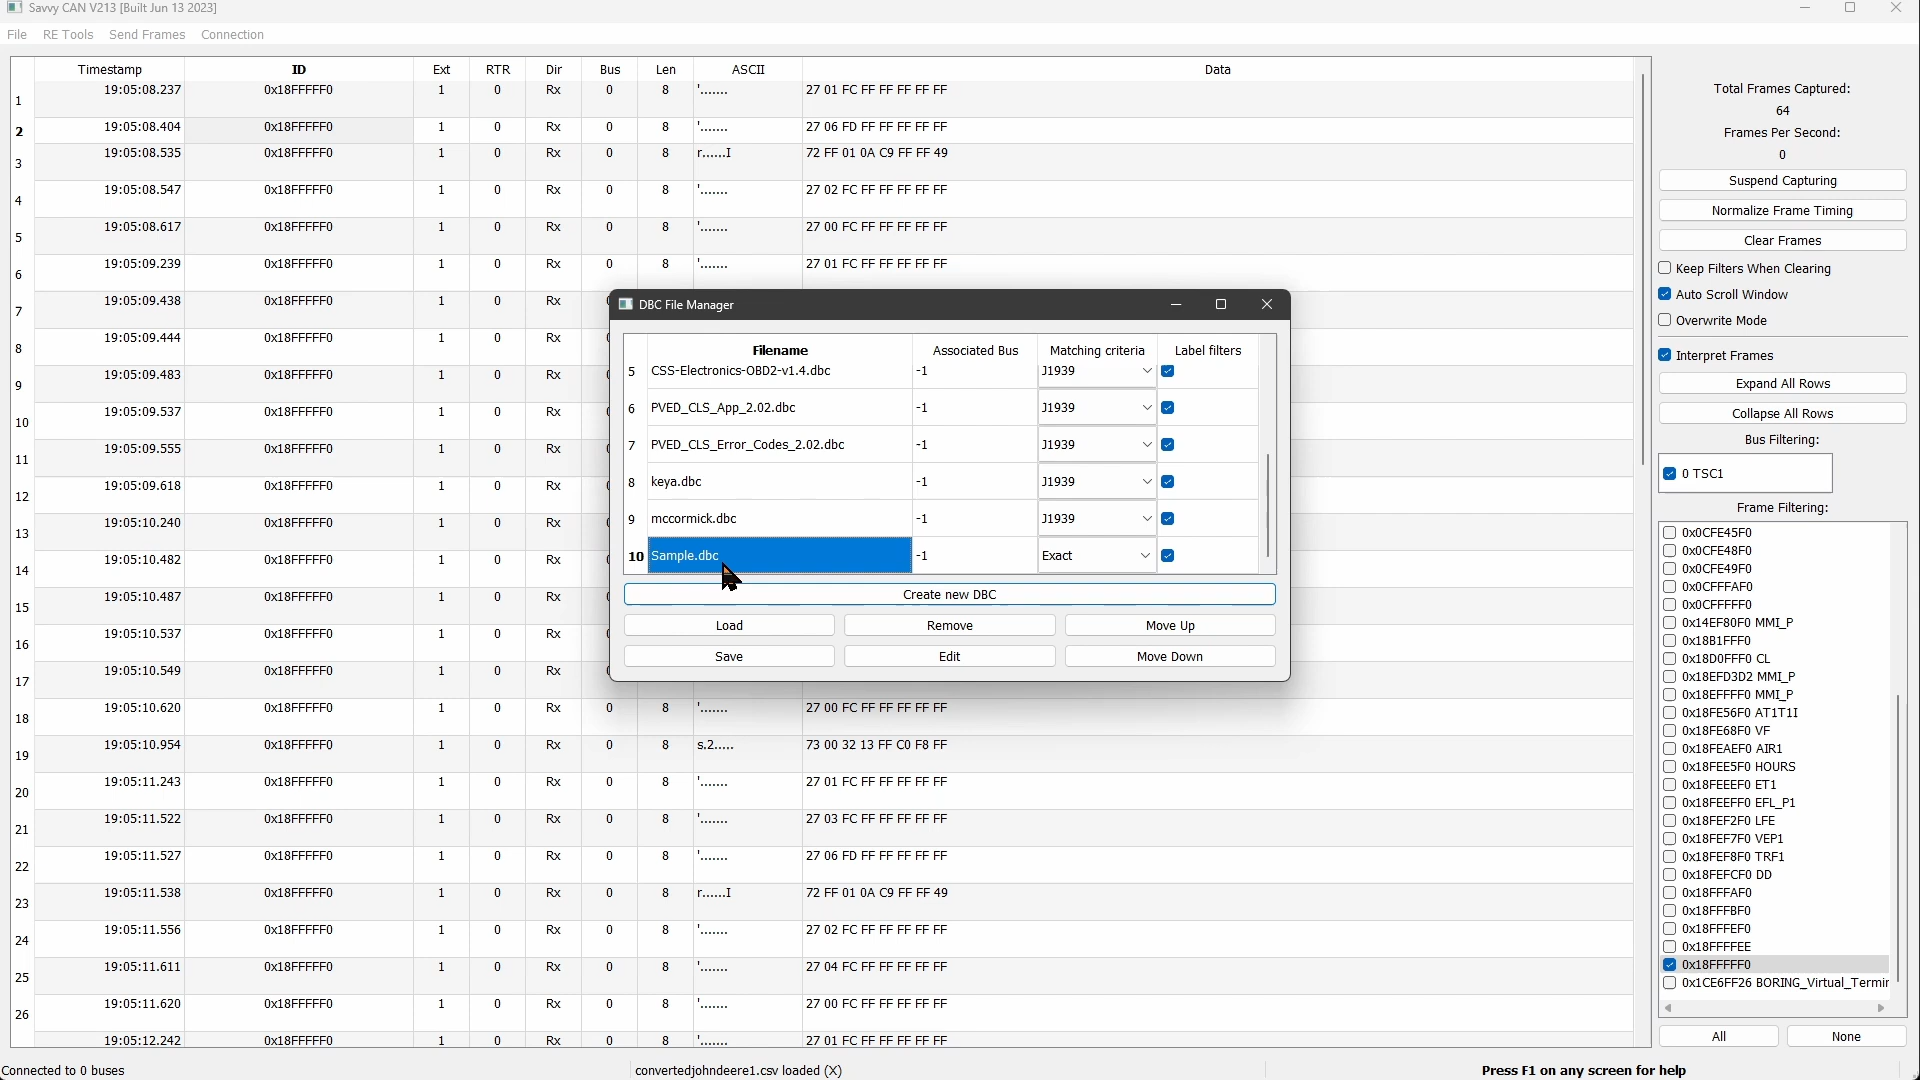 Savvy CAN V213 [Built Jun 13 2023]
File RE Tools Send Frames Connection
Timestamp ID Ext RTR Dir Bus Len ASCII Data
1 19:05:08.237 0x18FFFFF0 1 0 Rx 0 8 '....... 27 01 FC FF FF FF FF FF
2 19:05:08.404 0x18FFFFF0 1 0 Rx 0 8 '....... 27 06 FD FF FF FF FF FF
3 19:05:08.535 0x18FFFFF0 1 0 Rx 0 8 r......I 72 FF 01 0A C9 FF FF 49
4 19:05:08.547 0x18FFFFF0 1 0 Rx 0 8 '....... 27 02 FC FF FF FF FF FF
5 19:05:08.617 0x18FFFFF0 1 0 Rx 0 8 '....... 27 00 FC FF FF FF FF FF
6 19:05:09.239 0x18FFFFF0 1 0 Rx 0 8 '....... 27 01 FC FF FF FF FF FF
7 19:05:09.438 0x18FFFFF0 1 0 Rx
8 19:05:09.444 0x18FFFFF0 1 0 Rx
9 19:05:09.483 0x18FFFFF0 1 0 Rx
10 19:05:09.537 0x18FFFFF0 1 0 Rx
11 19:05:09.555 0x18FFFFF0 1 0 Rx
12 19:05:09.618 0x18FFFFF0 1 0 Rx
13 19:05:10.240 0x18FFFFF0 1 0 Rx
14 19:05:10.482 0x18FFFFF0 1 0 Rx
15 19:05:10.487 0x18FFFFF0 1 0 Rx
16 19:05:10.537 0x18FFFFF0 1 0 Rx
17 19:05:10.549 0x18FFFFF0 1 0 Rx
18 19:05:10.620 0x18FFFFF0 1 0 Rx 0 8 '....... 27 00 FC FF FF FF FF FF
19 19:05:10.954 0x18FFFFF0 1 0 Rx 0 8 s.2..... 73 00 32 13 FF C0 F8 FF
20 19:05:11.243 0x18FFFFF0 1 0 Rx 0 8 '....... 27 01 FC FF FF FF FF FF
21 19:05:11.522 0x18FFFFF0 1 0 Rx 0 8 '....... 27 03 FC FF FF FF FF FF
22 19:05:11.527 0x18FFFFF0 1 0 Rx 0 8 '....... 27 06 FD FF FF FF FF FF
23 19:05:11.538 0x18FFFFF0 1 0 Rx 0 8 r......I 72 FF 01 0A C9 FF FF 49
24 19:05:11.556 0x18FFFFF0 1 0 Rx 0 8 '....... 27 02 FC FF FF FF FF FF
25 19:05:11.611 0x18FFFFF0 1 0 Rx 0 8 '....... 27 04 FC FF FF FF FF FF
26 19:05:11.620 0x18FFFFF0 1 0 Rx 0 8 '....... 27 00 FC FF FF FF FF FF
19:05:12.242 0x18FFFFF0 1 0 Rx 0 8 '....... 27 01 FC FF FF FF FF FF
DBC File Manager
Filename Associated Bus Matching criteria Label filters
5 CSS-Electronics-OBD2-v1.4.dbc -1 J1939
6 PVED_CLS_App_2.02.dbc -1 J1939
7 PVED_CLS_Error_Codes_2.02.dbc -1 J1939
8 keya.dbc -1 J1939
9 mccormick.dbc -1 J1939
10 Sample.dbc -1 Exact
Create new DBC
Load Remove Move Up
Save Edit Move Down
Total Frames Captured:
64
Frames Per Second:
0
Suspend Capturing
Normalize Frame Timing
Clear Frames
Keep Filters When Clearing
Auto Scroll Window
Overwrite Mode
Interpret Frames
Expand All Rows
Collapse All Rows
Bus Filtering:
0 TSC1
Frame Filtering:
0x0CFE45F0
0x0CFE48F0
0x0CFE49F0
0x0CFFFAF0
0x0CFFFFF0
0x14EF80F0 MMI_P
0x18B1FFF0
0x18D0FFF0 CL
0x18EFD3D2 MMI_P
0x18EFFFF0 MMI_P
0x18FE56F0 AT1T1I
0x18FE68F0 VF
0x18FEAEF0 AIR1
0x18FEE5F0 HOURS
0x18FEEEF0 ET1
0x18FEEFF0 EFL_P1
0x18FEF2F0 LFE
0x18FEF7F0 VEP1
0x18FEF8F0 TRF1
0x18FEFCF0 DD
0x18FFFAF0
0x18FFFBF0
0x18FFFEF0
0x18FFFFEE
0x18FFFFF0
0x1CE6FF26 BORING_Virtual_Termir
All None
Connected to 0 buses convertedjohndeere1.csv loaded (X) Press F1 on any screen for help